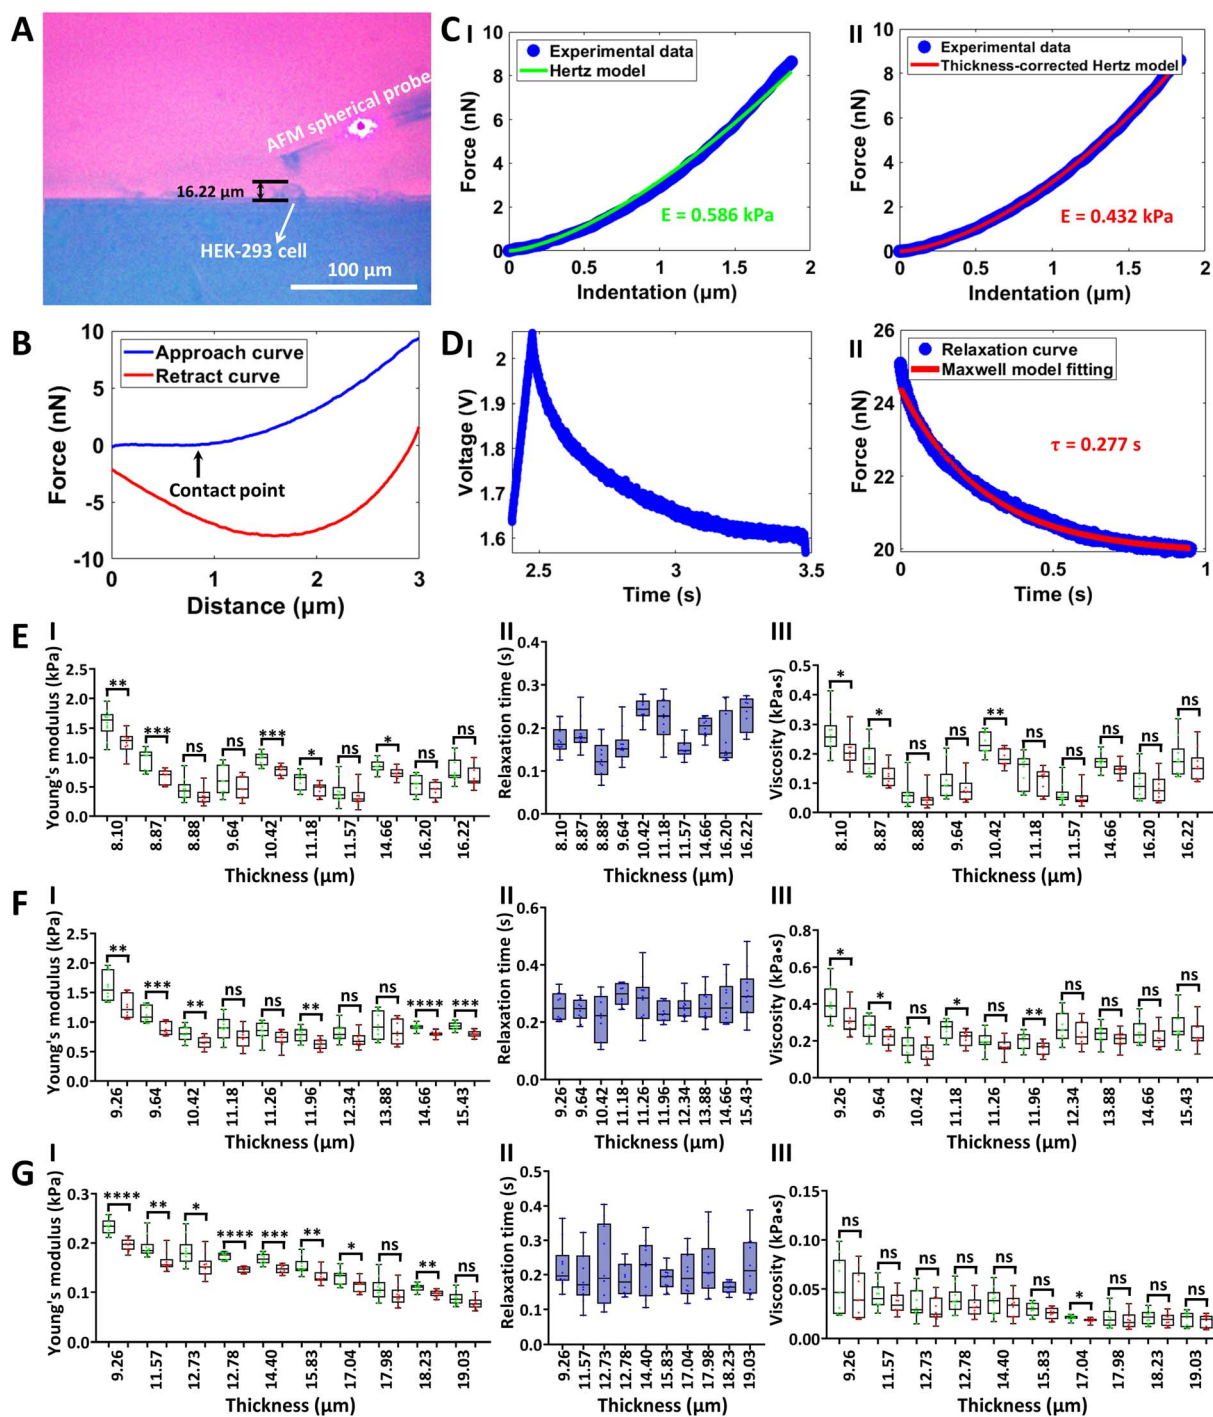 A
AFM spherical probe
16.22 µm
HEK-293 cell
100 µm
C
I
10
8
6
4
2
0
Force (nN)
Experimental data
Hertz model
E = 0.586 kPa
0
1
2
Indentation (µm)
II
10
8
6
4
2
0
Force (nN)
Experimental data
Thickness-corrected Hertz model
E = 0.432 kPa
0
0.5
1
1.5
2
Indentation (µm)
B
10
5
0
-5
-10
Force (nN)
Approach curve
Retract curve
Contact point
0
1
2
3
Distance (µm)
D
I
2
1.9
1.8
1.7
1.6
Voltage (V)
2.5
3
3.5
Time (s)
II
26
24
22
20
Force (nN)
Relaxation curve
Maxwell model fitting
τ = 0.277 s
0
0.5
1
Time (s)
E
I
Young's modulus (kPa)
2.5
2.0
1.5
1.0
0.5
0.0
** *** ns ns *** * ns * ns ns
8.10 8.87 8.88 9.64 10.42 11.18 11.57 14.66 16.20 16.22
Thickness (µm)
II
Relaxation time (s)
0.4
0.3
0.2
0.1
0.0
8.10 8.87 8.88 9.64 10.42 11.18 11.57 14.66 16.20 16.22
Thickness (µm)
III
Viscosity (kPa•s)
0.5
0.4
0.3
0.2
0.1
0.0
* * ns ns ** ns ns ns ns ns
8.10 8.87 8.88 9.64 10.42 11.18 11.57 14.66 16.20 16.22
Thickness (µm)
F
I
Young's modulus (kPa)
2.0
1.5
1.0
0.5
0.0
** *** ** ns ns ** ns ns **** ***
9.26 9.64 10.42 11.18 11.26 11.96 12.34 13.88 14.66 15.43
Thickness (µm)
II
Relaxation time (s)
0.6
0.4
0.2
0.0
9.26 9.64 10.42 11.18 11.26 11.96 12.34 13.88 14.66 15.43
Thickness (µm)
III
Viscosity (kPa•s)
0.8
0.6
0.4
0.2
0.0
* * ns * ns ** ns ns ns ns
9.26 9.64 10.42 11.18 11.26 11.96 12.34 13.88 14.66 15.43
Thickness (µm)
G
I
Young's modulus (kPa)
0.3
0.2
0.1
0.0
**** ** * **** *** ** * ns ** ns
9.26 11.57 12.73 12.78 14.40 15.83 17.04 17.98 18.23 19.03
Thickness (µm)
II
Relaxation time (s)
0.5
0.4
0.3
0.2
0.1
0.0
9.26 11.57 12.73 12.78 14.40 15.83 17.04 17.98 18.23 19.03
Thickness (µm)
III
Viscosity (kPa•s)
0.15
0.10
0.05
0.00
ns ns ns ns ns ns * ns ns ns
9.26 11.57 12.73 12.78 14.40 15.83 17.04 17.98 18.23 19.03
Thickness (µm)